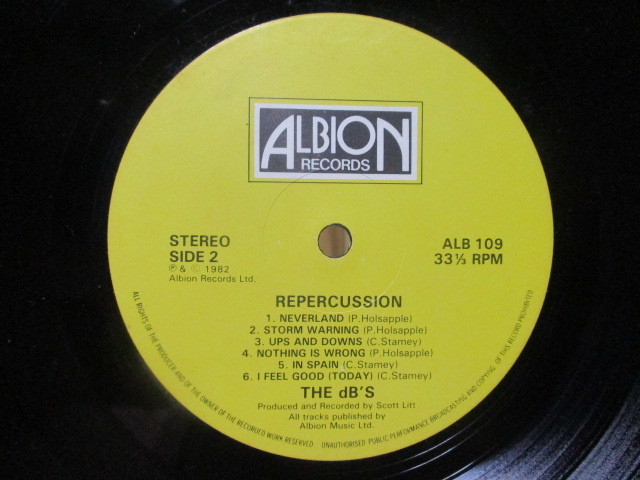 ALBION
RECORDS
STEREO
SIDE 2
℗ & © 1982
Albion Records Ltd.
ALB 109
33⅓ RPM
REPERCUSSION
1. NEVERLAND (P.Holsapple)
2. STORM WARNING (P.Holsapple)
3. UPS AND DOWNS (C.Stamey)
4. NOTHING IS WRONG (P.Holsapple)
5. IN SPAIN (C.Stamey)
6. I FEEL GOOD (TODAY) (C.Stamey)
THE dB'S
Produced and Recorded by Scott Litt
All tracks published by
Albion Music Ltd.
ALL RIGHTS OF THE PRODUCER AND OF THE OWNER OF THE RECORDED WORK RESERVED UNAUTHORISED PUBLIC PERFORMANCE BROADCASTING AND COPYING OF THIS RECORD PROHIBITED